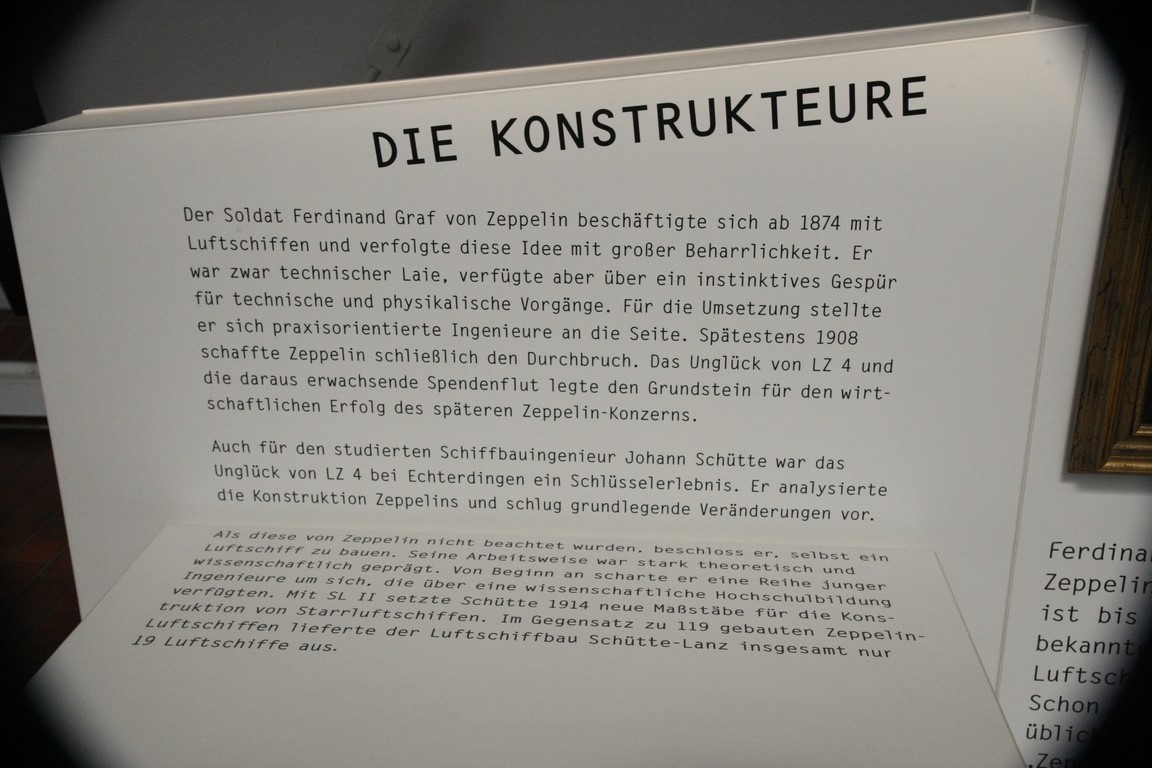 DIE KONSTRUKTEURE
Der Soldat Ferdinand Graf von Zeppelin beschäftigte sich ab 1874 mit
Luftschiffen und verfolgte diese Idee mit großer Beharrlichkeit. Er
war zwar technischer Laie, verfügte aber über ein instinktives Gespür
für technische und physikalische Vorgänge. Für die Umsetzung stellte
er sich praxisorientierte Ingenieure an die Seite. Spätestens 1908
schaffte Zeppelin schließlich den Durchbruch. Das Unglück von LZ 4 und
die daraus erwachsende Spendenflut legte den Grundstein für den wirt-
schaftlichen Erfolg des späteren Zeppelin-Konzerns.
Auch für den studierten Schiffbauingenieur Johann Schütte war das
Unglück von LZ 4 bei Echterdingen ein Schlüsselerlebnis. Er analysierte
die Konstruktion Zeppelins und schlug grundlegende Veränderungen vor.
Als diese von Zeppelin nicht beachtet wurden, beschloss er, selbst ein
Luftschiff zu bauen. Seine Arbeitsweise war stark theoretisch und
wissenschaftlich geprägt. Von Beginn an scharte er eine Reihe junger
Ingenieure um sich, die über eine wissenschaftliche Hochschulbildung
verfügten. Mit SL II setzte Schütte 1914 neue Maßstäbe für die Kons-
truktion von Starrluftschiffen. Im Gegensatz zu 119 gebauten Zeppelin-
Luftschiffen lieferte der Luftschiffbau Schütte-Lanz insgesamt nur
19 Luftschiffe aus.
Ferdina
Zeppelin
ist bis
bekannt
Luftsch
Schon
üblic